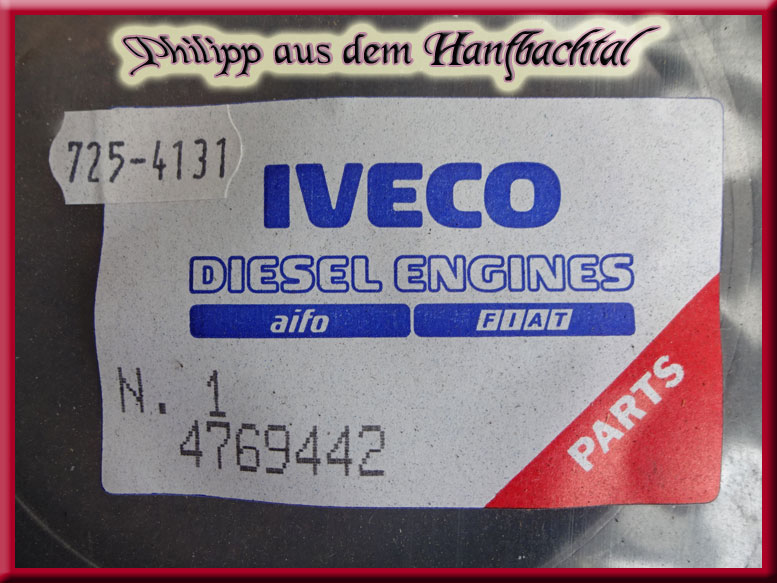 Philipp aus dem Hanfbachtal
725-4131
IVECO
DIESEL ENGINES
aifo FIAT
N. 1
4769442
PARTS